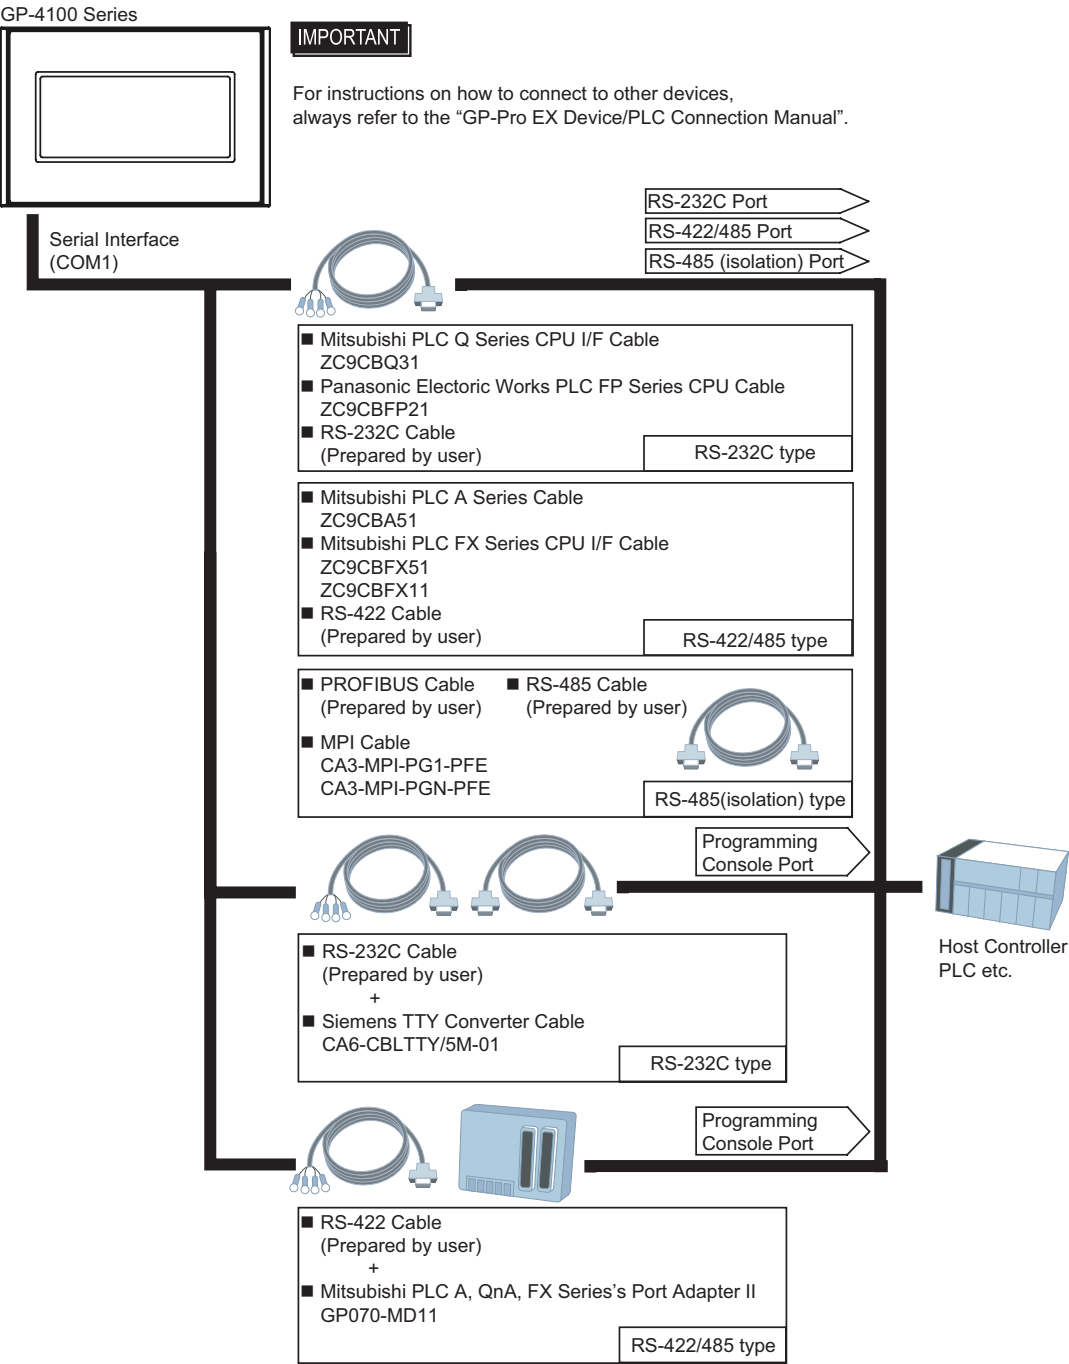 GP-4100 Series
IMPORTANT
For instructions on how to connect to other devices,
always refer to the “GP-Pro EX Device/PLC Connection Manual”.
RS-232C Port
RS-422/485 Port
RS-485 (isolation) Port
Serial Interface
(COM1)
■ Mitsubishi PLC Q Series CPU I/F Cable
ZC9CBQ31
■ Panasonic Electoric Works PLC FP Series CPU Cable
ZC9CBFP21
■ RS-232C Cable
(Prepared by user)
RS-232C type
■ Mitsubishi PLC A Series Cable
ZC9CBA51
■ Mitsubishi PLC FX Series CPU I/F Cable
ZC9CBFX51
ZC9CBFX11
■ RS-422 Cable
(Prepared by user)
RS-422/485 type
■ PROFIBUS Cable
(Prepared by user)
■ RS-485 Cable
(Prepared by user)
■ MPI Cable
CA3-MPI-PG1-PFE
CA3-MPI-PGN-PFE
RS-485(isolation) type
Programming
Console Port
Host Controller
PLC etc.
■ RS-232C Cable
(Prepared by user)
+
■ Siemens TTY Converter Cable
CA6-CBLTTY/5M-01
RS-232C type
Programming
Console Port
■ RS-422 Cable
(Prepared by user)
+
■ Mitsubishi PLC A, QnA, FX Series’s Port Adapter II
GP070-MD11
RS-422/485 type